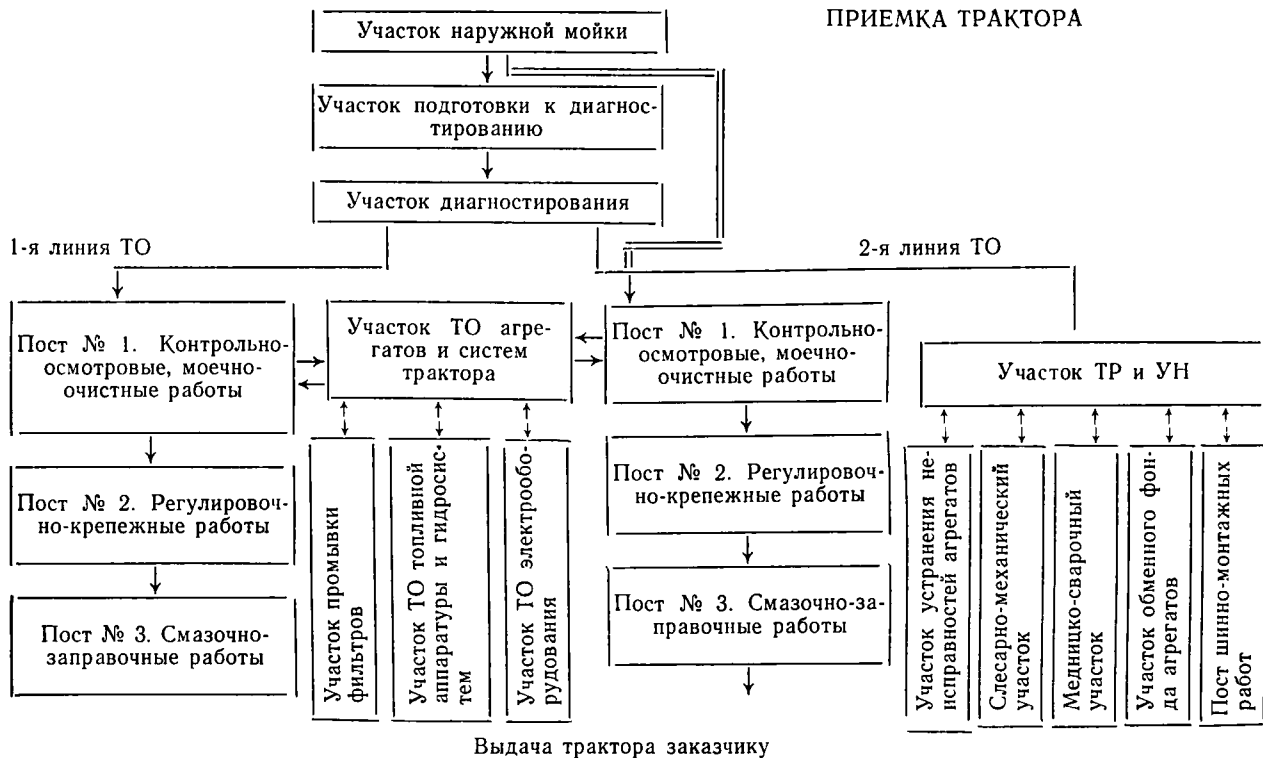 ПРИЕМКА ТРАКТОРА
Участок наружной мойки
Участок подготовки к диагнос-
тированию
Участок диагностирования
1-я линия ТО
2-я линия ТО
Пост № 1. Контрольно-
осмотровые, моечно-
очистные работы
Участок ТО агре-
гатов и систем
трактора
Пост № 1. Контрольно-
осмотровые, моечно-
очистные работы
Участок ТР и УН
Пост № 2. Регулировоч-
но-крепежные работы
Пост № 3. Смазочно-
заправочные работы
Участок промывки
фильтров
Участок ТО топливной
аппаратуры и гидросис-
тем
Участок ТО электрообо-
рудования
Пост № 2. Регулировоч-
но-крепежные работы
Пост № 3. Смазочно-за-
правочные работы
Участок устранения не-
исправностей агрегатов
Слесарно-механический
участок
Медницко-сварочный
участок
Участок обменного фон-
да агрегатов
Пост шинно-монтажных
работ
Выдача трактора заказчику